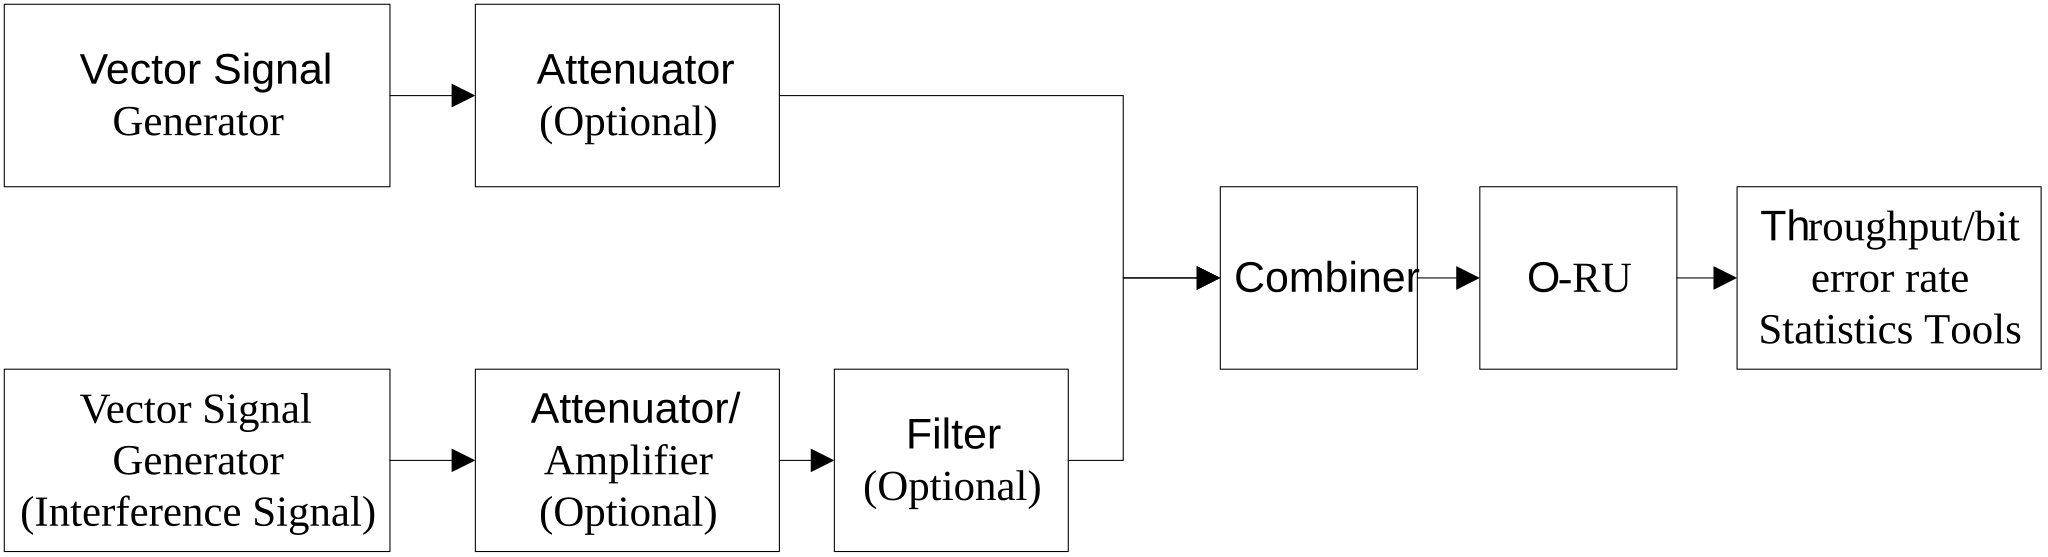 Vector Signal
Generator
Attenuator
(Optional)
Combiner
O-RU
Throughput/bit
error rate
Statistics Tools
Vector Signal
Generator
(Interference Signal)
Attenuator/
Amplifier
(Optional)
Filter
(Optional)